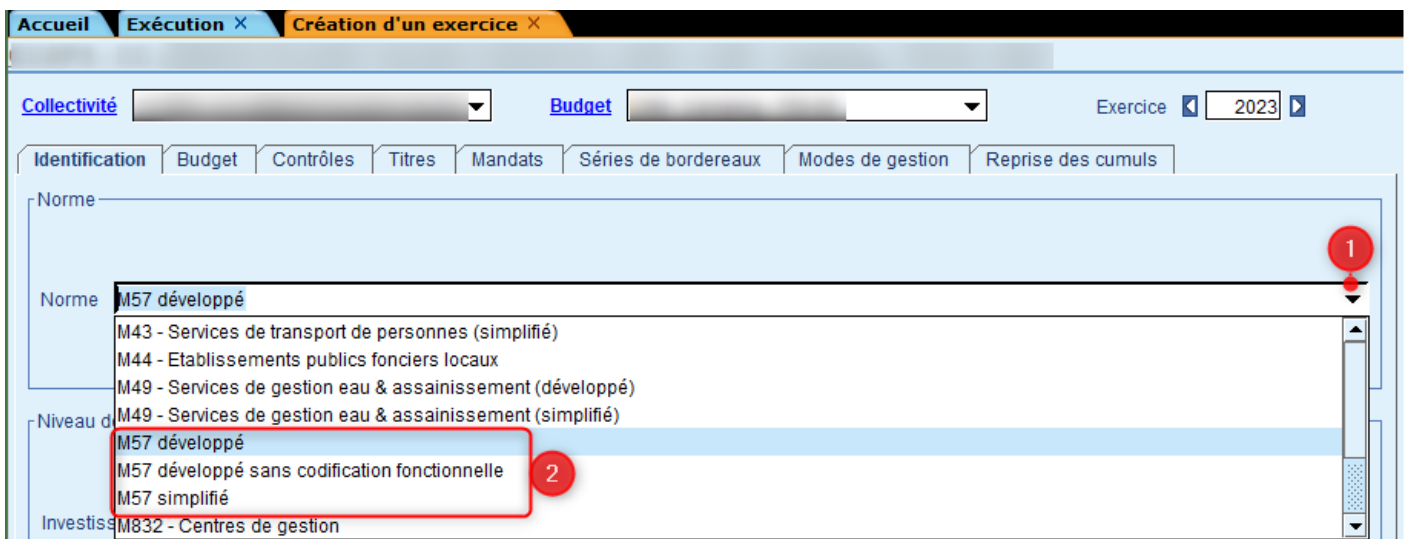 Accueil Exécution × Création d'un exercice ×
Collectivité Budget Exercice 2023
Identification Budget Contrôles Titres Mandats Séries de bordereaux Modes de gestion Reprise des cumuls
Norme
1
Norme M57 développé
M43 - Services de transport de personnes (simplifié)
M44 - Etablissements publics fonciers locaux
M49 - Services de gestion eau & assainissement (développé)
Niveau d M49 - Services de gestion eau & assainissement (simplifié)
M57 développé
M57 développé sans codification fonctionnelle 2
M57 simplifié
Investiss M832 - Centres de gestion